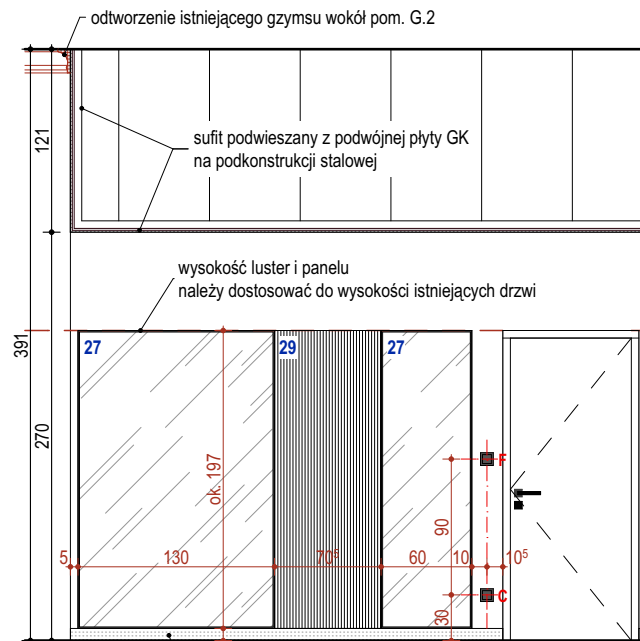 odtworzenie istniejącego gzymsu wokół pom. G.2
121
sufit podwieszany z podwójnej płyty GK
na podkonstrukcji stalowej
wysokość luster i panelu
należy dostosować do wysokości istniejących drzwi
391
270
27
29
27
ok. 197
F
90
5
130
70⁵
60
10
10⁵
C
30